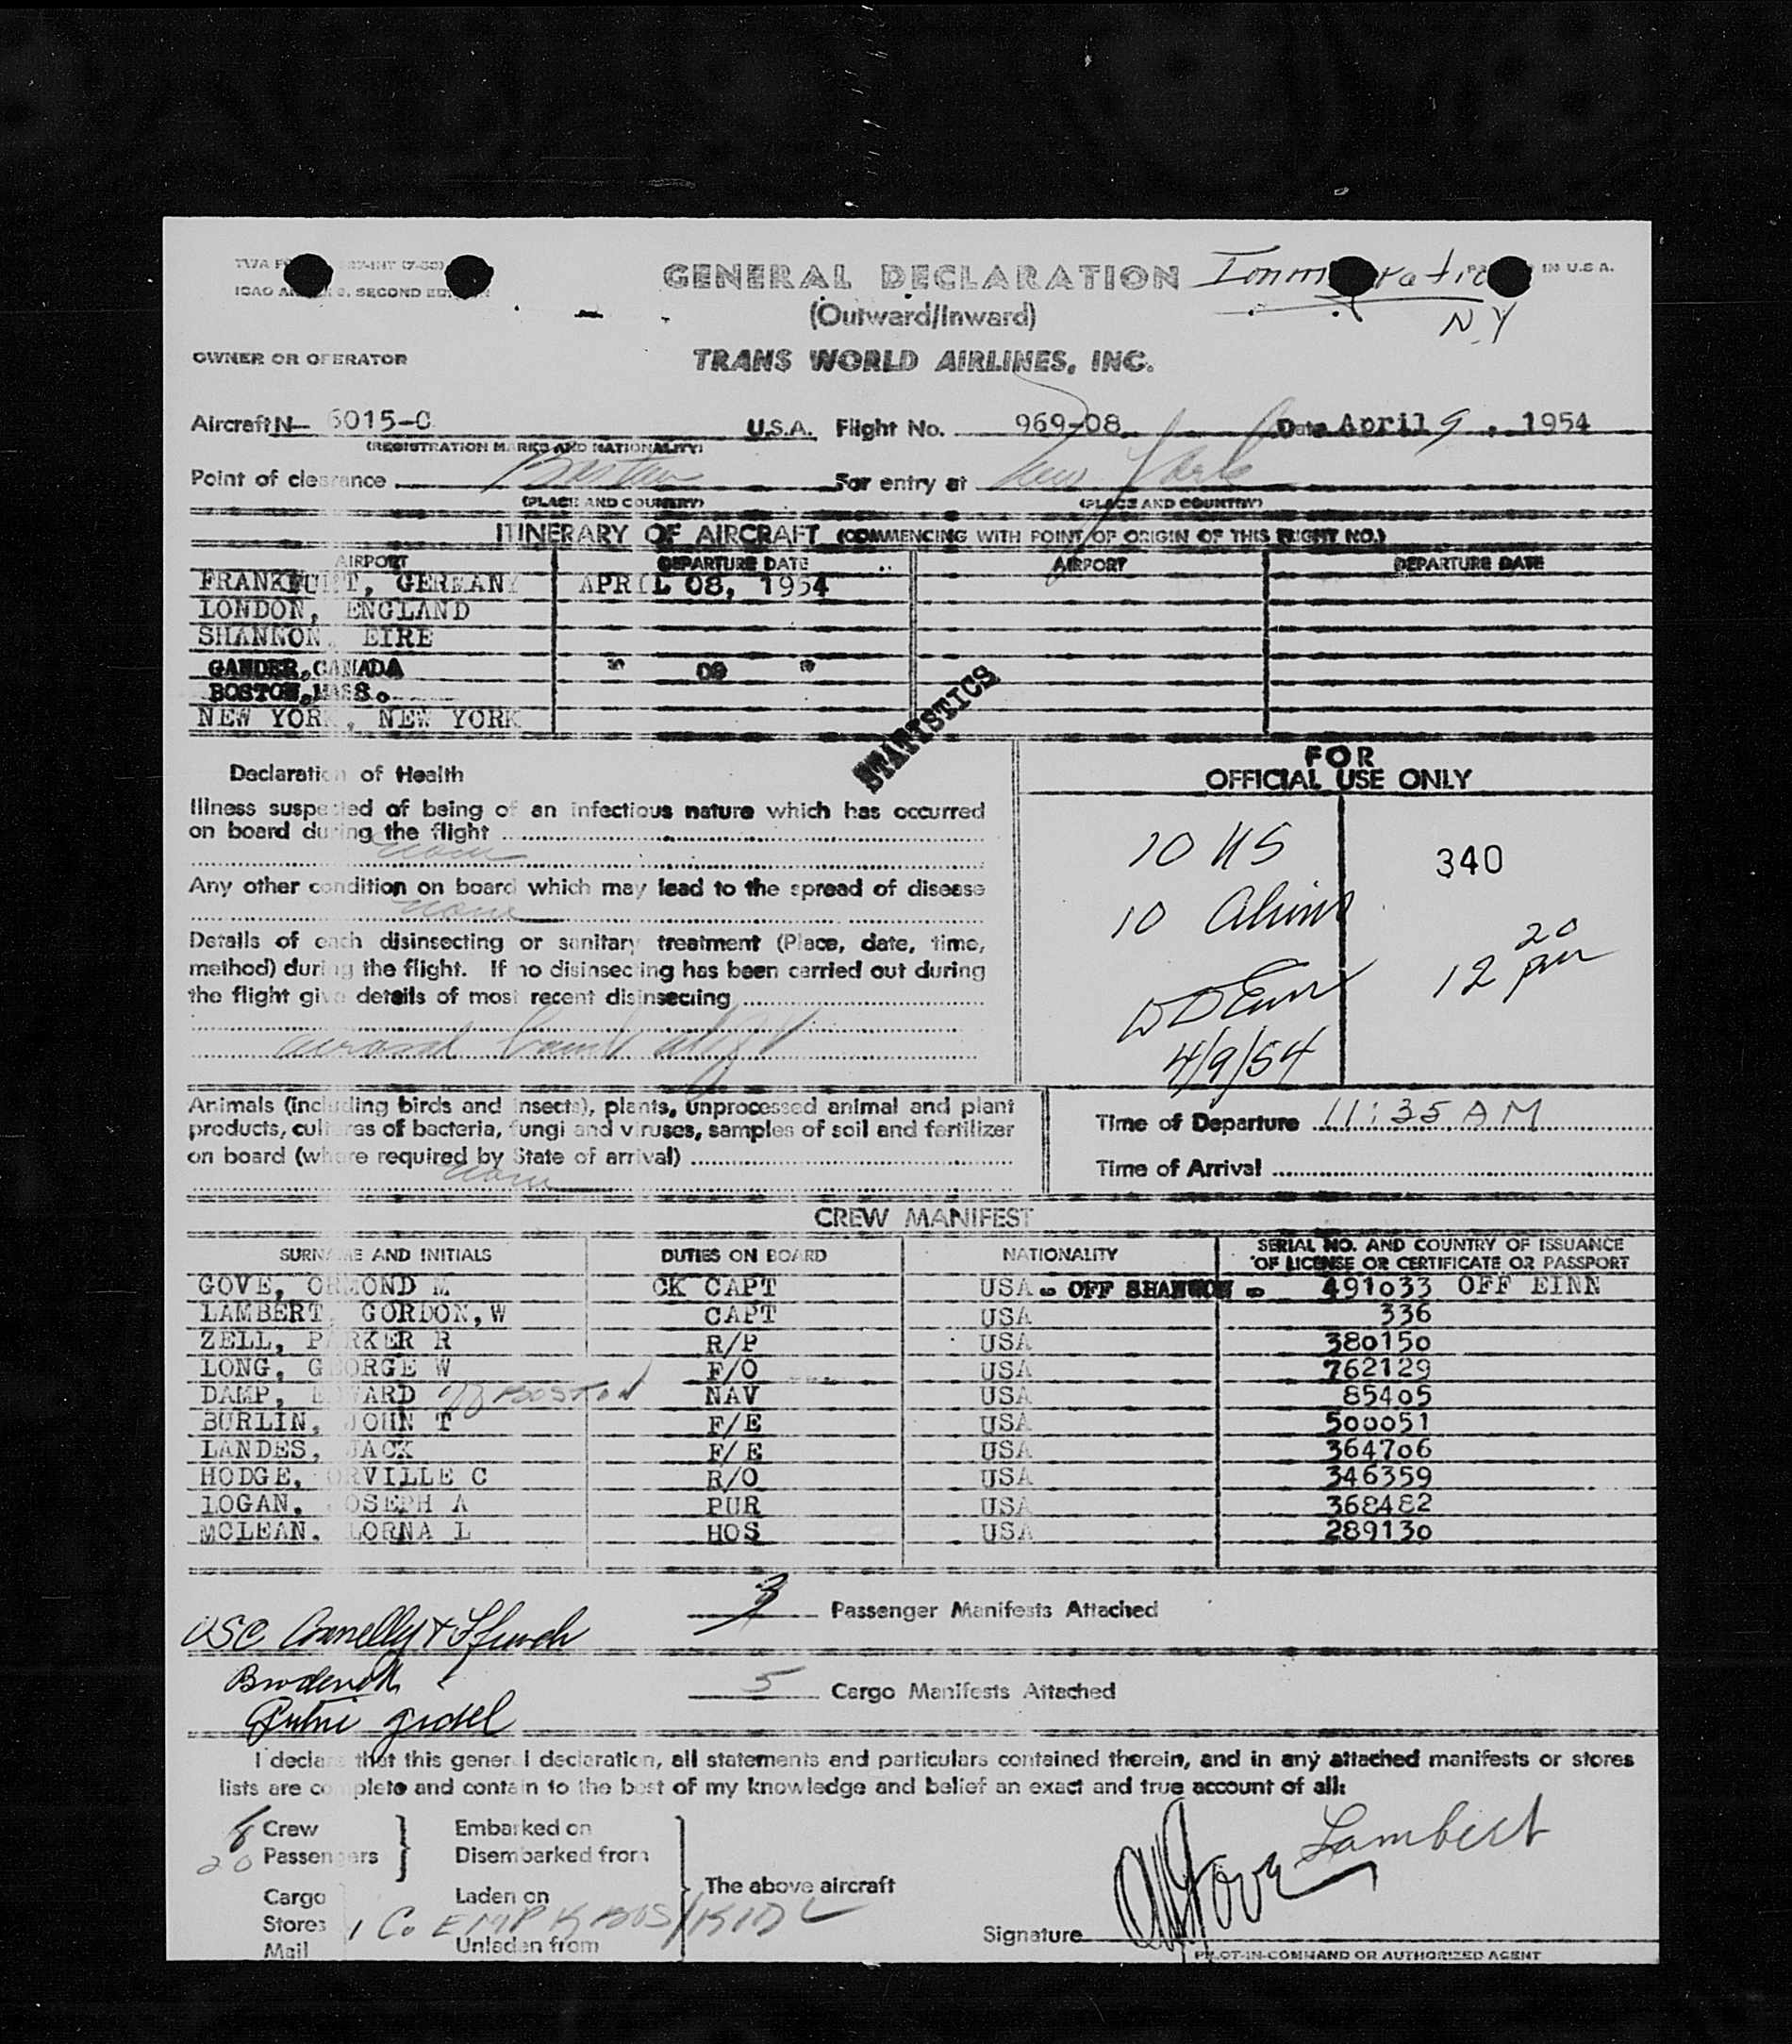 GENERAL DECLARATION
IN U.S.A.
ICAO SECOND
(Outward/Inward)
N.Y
OWNER OR OPERATOR
TRANS WORLD AIRLINES, INC.
Aircraft N- 6015-C U.S.A. Flight No. 969-08 Date April 9, 1954
(REGISTRATION MARKS AND NATIONALITY)
Point of clearance Boston For entry at New York
(PLACE AND COUNTRY) (PLACE AND COUNTRY)
ITINERARY OF AIRCRAFT (COMMENCING WITH POINT OF ORIGIN OF THIS FLIGHT NO.)
AIRPORT DEPARTURE DATE AIRPORT DEPARTURE DATE
FRANKFURT, GERMANY APRIL 08, 1954
LONDON, ENGLAND
SHANNON, EIRE
GANDER, CANADA " 09 "
BOSTON, MASS.
NEW YORK, NEW YORK
STATISTICS
FOR
OFFICIAL USE ONLY
Declaration of Health
Illness suspected of being of an infectious nature which has occurred
on board during the flight
none
Any other condition on board which may lead to the spread of disease
none
Details of each disinsecting or sanitary treatment (Place, date, time,
method) during the flight. If no disinsecting has been carried out during
the flight give details of most recent disinsecting
aerosol bomb
10 US
340
10 Aliens
12 20 pm
4/9/54
Animals (including birds and insects), plants, unprocessed animal and plant
products, cultures of bacteria, fungi and viruses, samples of soil and fertilizer
on board (where required by State of arrival)
none
Time of Departure 11:35 AM
Time of Arrival
CREW MANIFEST
SURNAME AND INITIALS DUTIES ON BOARD NATIONALITY SERIAL NO. AND COUNTRY OF ISSUANCE
OF LICENSE OR CERTIFICATE OR PASSPORT
GOVE, ORMOND M CK CAPT USA - OFF SHANNON - 491033 OFF EINN
LAMBERT, GORDON, W CAPT USA 336
ZELL, PARKER R R/P USA 380150
LONG, GEORGE W F/O USA 762129
DAMP, EDWARD off BOSTON NAV USA 85405
BURLIN, JOHN T F/E USA 500051
LANDES, JACK F/E USA 364706
HODGE, ORVILLE C R/O USA 346359
LOGAN, JOSEPH A PUR USA 368482
MCLEAN, LORNA L HOS USA 289130
3 Passenger Manifests Attached
USC Connelly +
5 Cargo Manifests Attached
I declare that this general declaration, all statements and particulars contained therein, and in any attached manifests or stores
lists are complete and contain to the best of my knowledge and belief an exact and true account of all:
8 Crew Embarked on
20 Passengers Disembarked from
Cargo Laden on
The above aircraft
Stores 1 Co EMP K BOS/KIDL
Mail Unladen from
Signature OM Gove Lambert
PILOT-IN-COMMAND OR AUTHORIZED AGENT